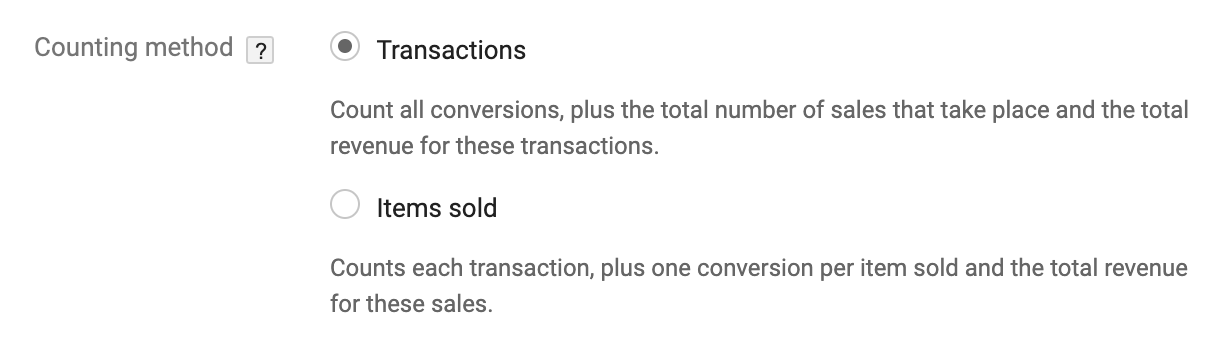 Counting method ? Transactions
Count all conversions, plus the total number of sales that take place and the total
revenue for these transactions.
Items sold
Counts each transaction, plus one conversion per item sold and the total revenue
for these sales.